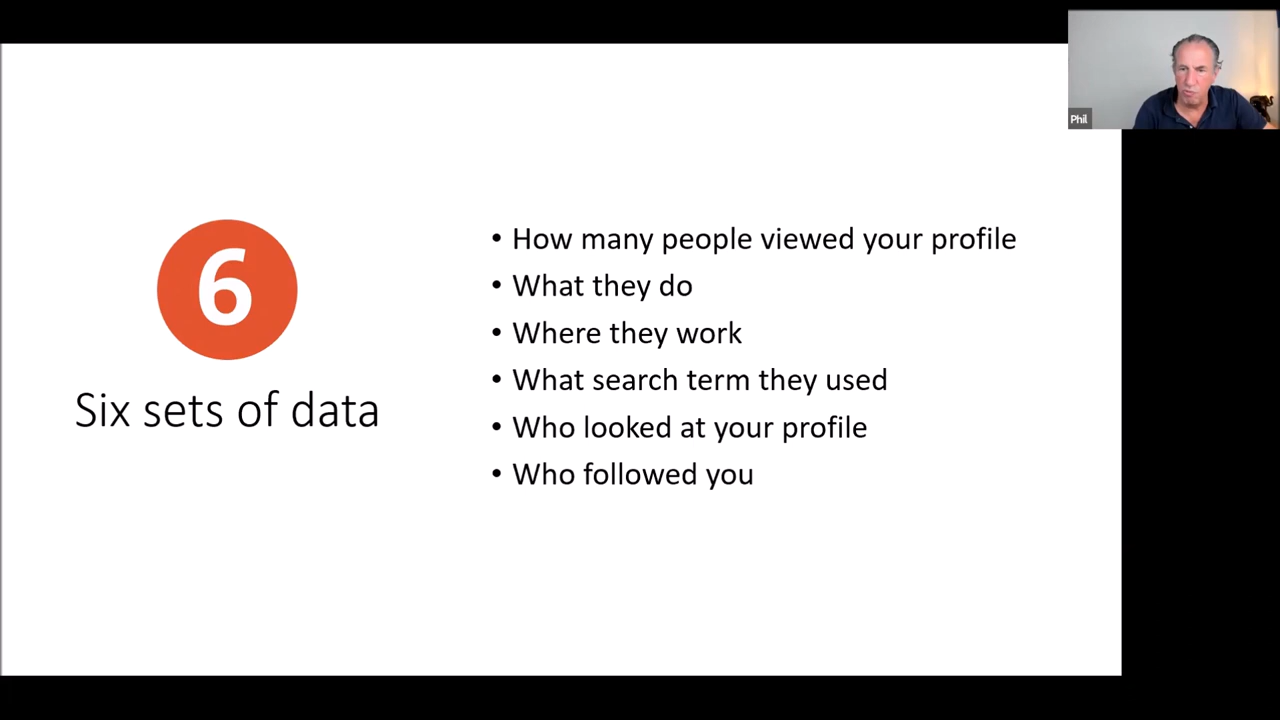 6
Six sets of data
• How many people viewed your profile
• What they do
• Where they work
• What search term they used
• Who looked at your profile
• Who followed you
Phil